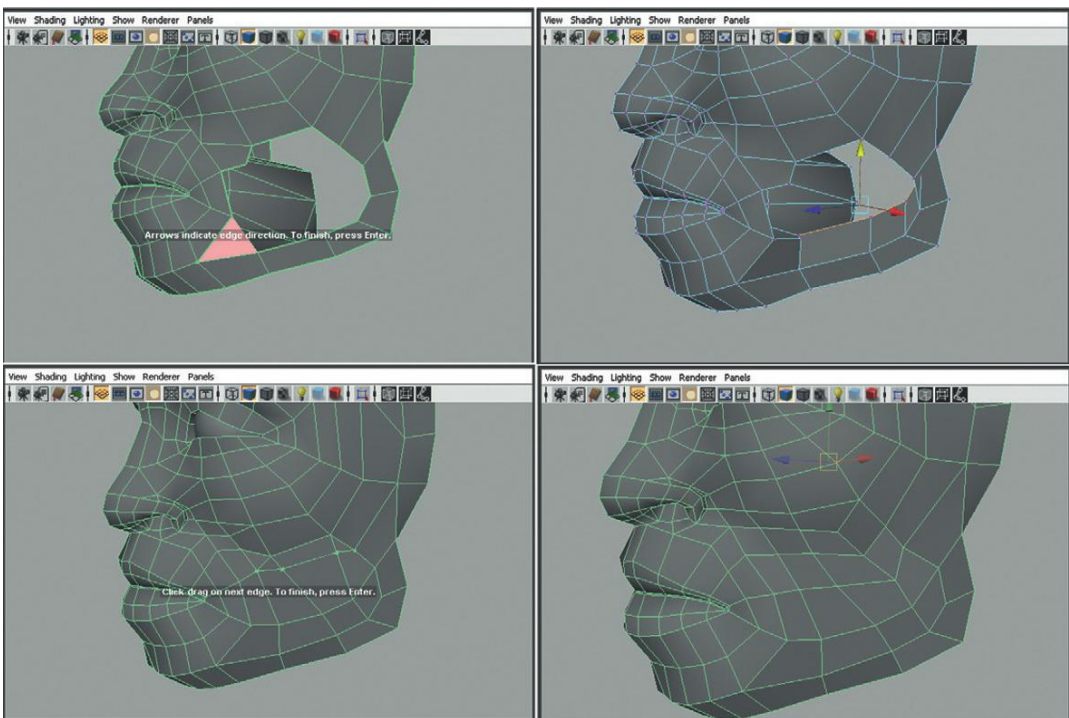 View Shading Lighting Show Renderer Panels
Arrows indicate edge direction. To finish, press Enter.
View Shading Lighting Show Renderer Panels
View Shading Lighting Show Renderer Panels
Click drag on next edge. To finish, press Enter.
View Shading Lighting Show Renderer Panels